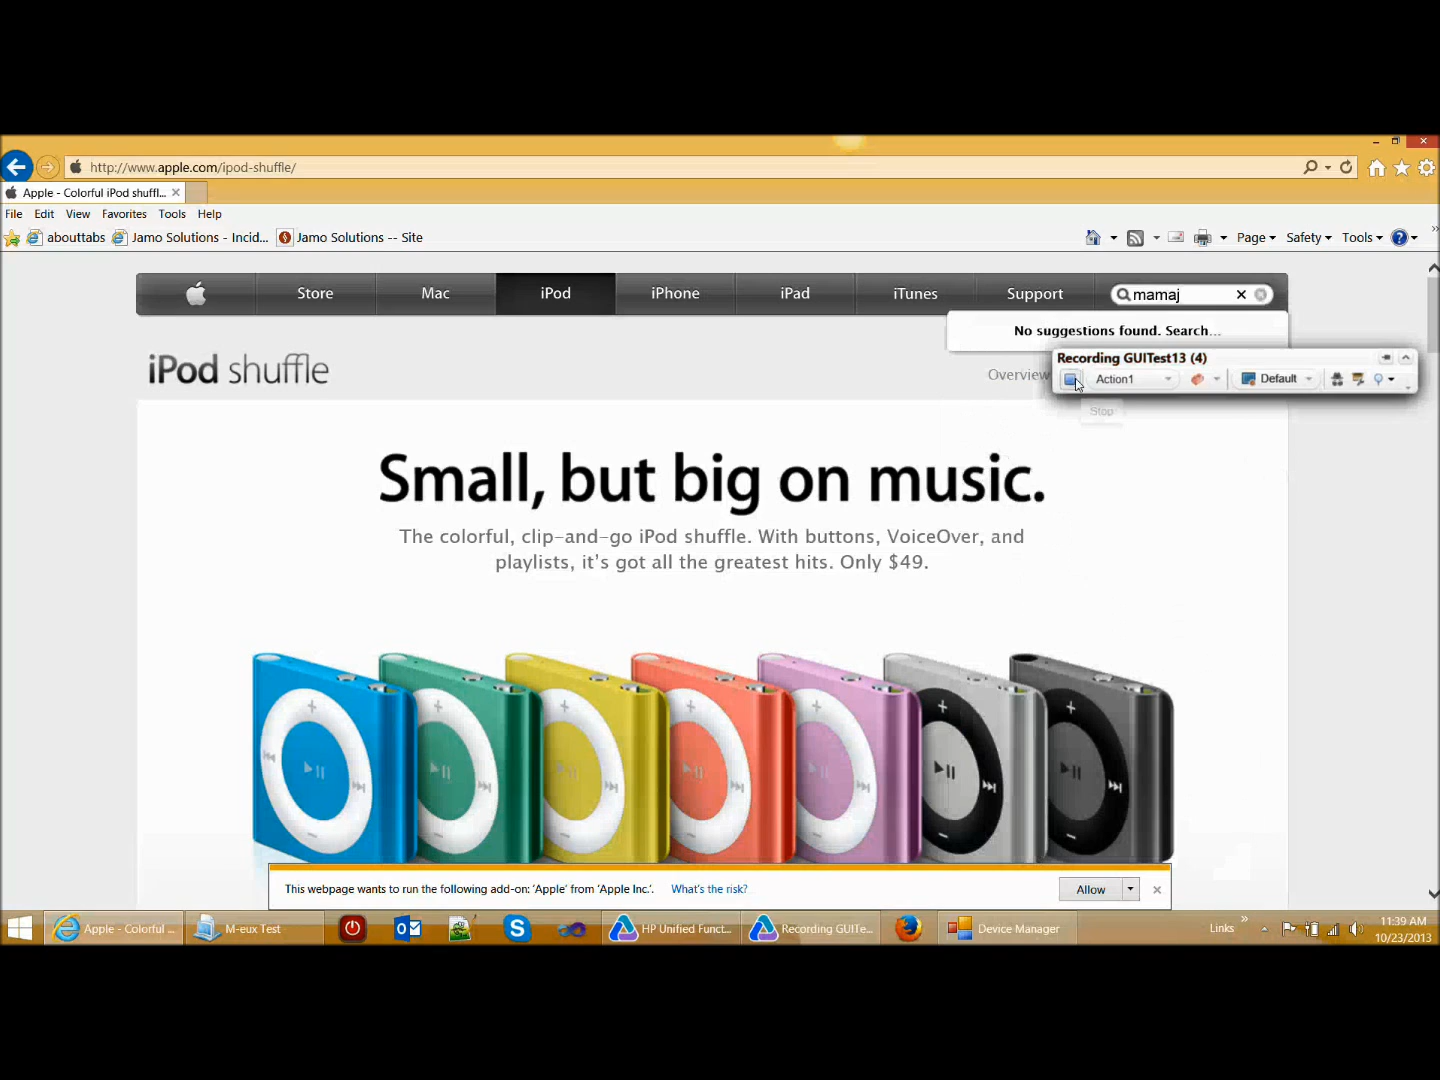 http://www.apple.com/ipod-shuffle/
Apple - Colorful iPod shuffl...
File Edit View Favorites Tools Help
abouttabs Jamo Solutions - Incid... Jamo Solutions -- Site
Page Safety Tools
Store Mac iPod iPhone iPad iTunes Support mamaj
No suggestions found. Search...
Recording GUITest13 (4)
iPod shuffle
Overview
Action1 Default
Stop
Small, but big on music.
The colorful, clip-and-go iPod shuffle. With buttons, VoiceOver, and
playlists, it's got all the greatest hits. Only $49.
This webpage wants to run the following add-on: 'Apple' from 'Apple Inc.'. What's the risk? Allow
Apple - Colorful ... M-eux Test HP Unified Funct... Recording GUITe... Device Manager Links
11:39 AM
10/23/2013